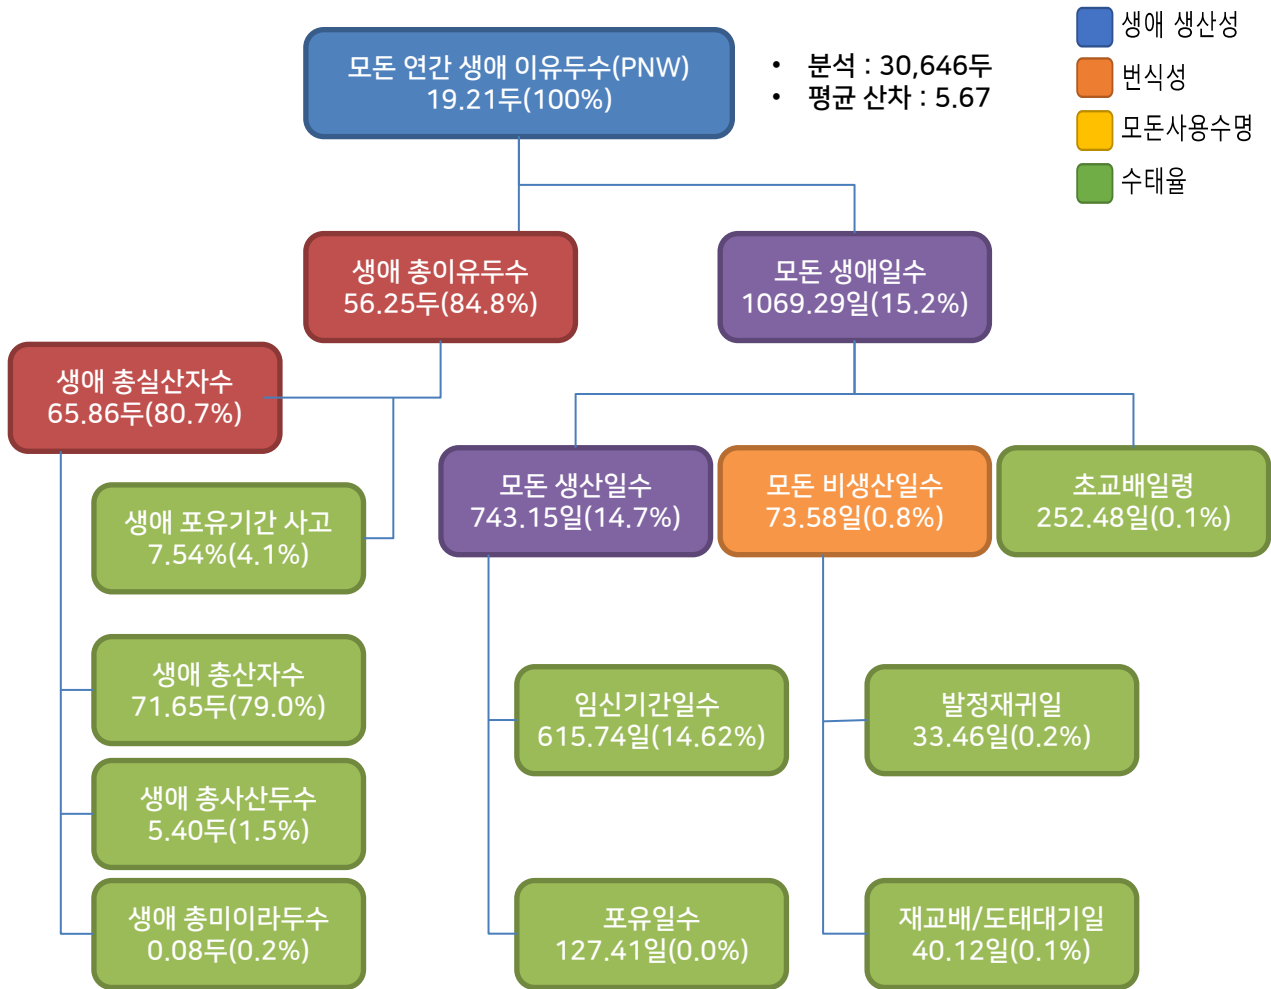 모돈 연간 생애 이유두수(PNW)
19.21두(100%)
• 분석 : 30,646두
• 평균 산차 : 5.67
생애 생산성
번식성
모돈사용수명
수태율
생애 총이유두수
56.25두(84.8%)
모돈 생애일수
1069.29일(15.2%)
생애 총실산자수
65.86두(80.7%)
생애 포유기간 사고
7.54%(4.1%)
모돈 생산일수
743.15일(14.7%)
모돈 비생산일수
73.58일(0.8%)
초교배일령
252.48일(0.1%)
생애 총산자수
71.65두(79.0%)
임신기간일수
615.74일(14.62%)
발정재귀일
33.46일(0.2%)
생애 총사산두수
5.40두(1.5%)
생애 총미이라두수
0.08두(0.2%)
포유일수
127.41일(0.0%)
재교배/도태대기일
40.12일(0.1%)